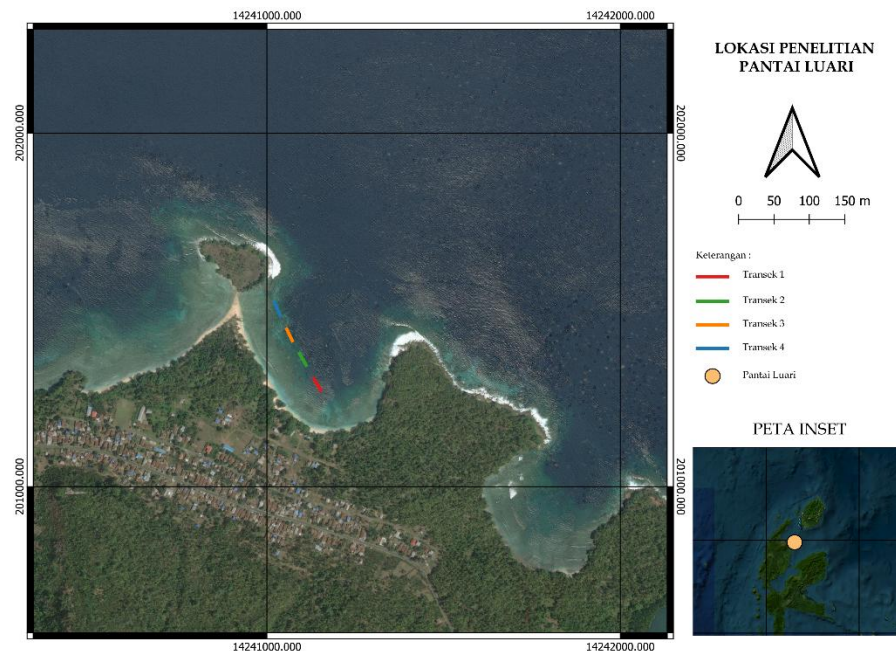 14241000.000
14242000.000
202000.000
202000.000
201000.000
201000.000
14241000.000
14242000.000
LOKASI PENELITIAN
PANTAI LUARI
0 50 100 150 m
Keterangan :
Transek 1
Transek 2
Transek 3
Transek 4
Pantai Luari
PETA INSET